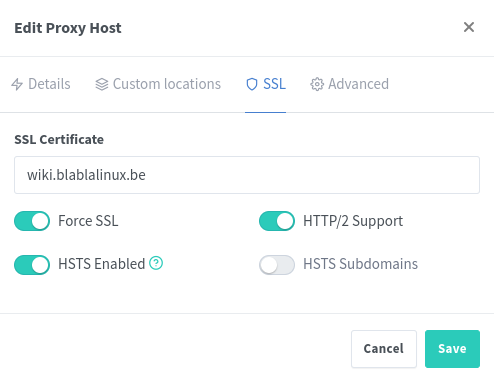 Edit Proxy Host
Details Custom locations SSL Advanced
SSL Certificate
wiki.blablalinux.be
Force SSL HTTP/2 Support
HSTS Enabled ? HSTS Subdomains
Cancel Save